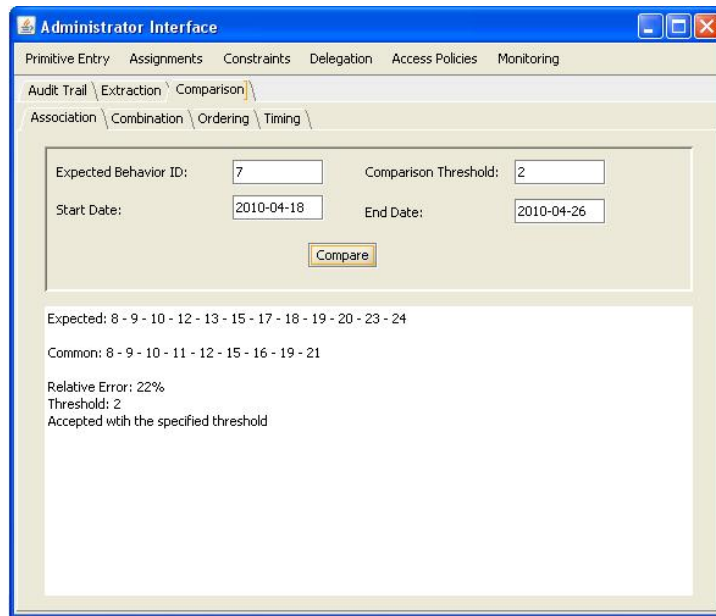 Administrator Interface
Primitive Entry Assignments Constraints Delegation Access Policies Monitoring
Audit Trail Extraction Comparison
Association Combination Ordering Timing
Expected Behavior ID: 7 Comparison Threshold: 2
Start Date: 2010-04-18 End Date: 2010-04-26
Compare
Expected: 8 - 9 - 10 - 12 - 13 - 15 - 17 - 18 - 19 - 20 - 23 - 24
Common: 8 - 9 - 10 - 11 - 12 - 15 - 16 - 19 - 21
Relative Error: 22%
Threshold: 2
Accepted wtih the specified threshold